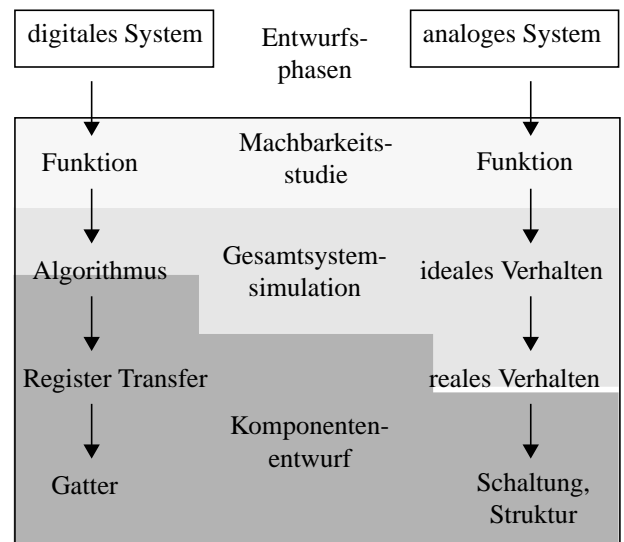 digitales System
Entwurfs-
phasen
analoges System
Funktion
Machbarkeits-
studie
Funktion
Algorithmus
Gesamtsystem-
simulation
ideales Verhalten
Register Transfer
reales Verhalten
Komponenten-
entwurf
Gatter
Schaltung,
Struktur